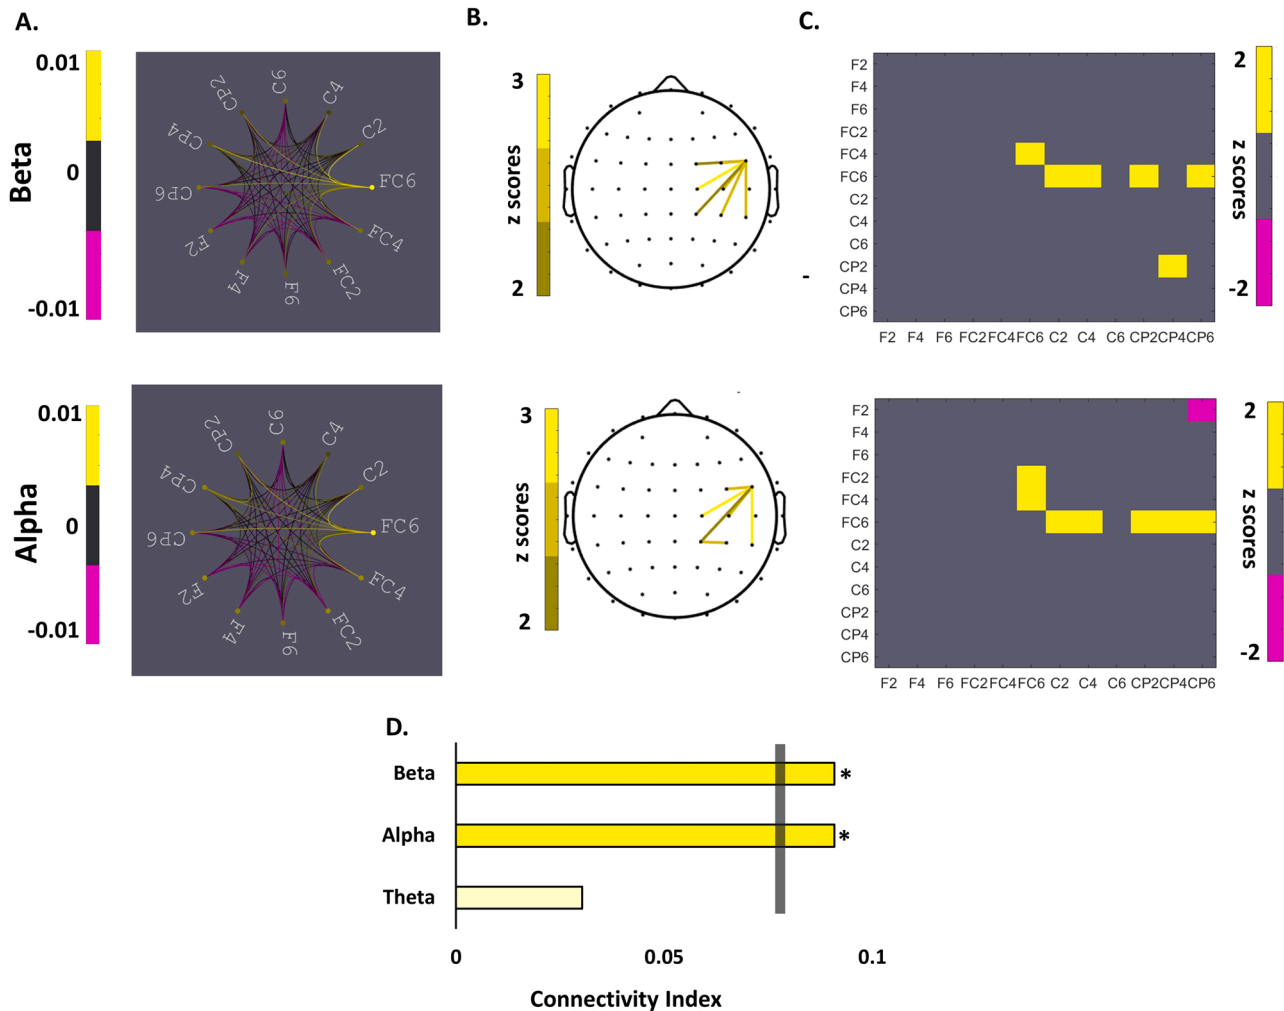 A.
B.
C.
Beta
0.01
0
-0.01
C6
C4
C2
FC6
FC4
FC2
F6
F4
F2
CP6
CP4
CP2
3
z scores
2
-
F2
F4
F6
FC2
FC4
FC6
C2
C4
C6
CP2
CP4
CP6
F2 F4 F6 FC2 FC4 FC6 C2 C4 C6 CP2 CP4 CP6
2
z scores
-2
Alpha
0.01
0
-0.01
C6
C4
C2
FC6
FC4
FC2
F6
F4
F2
CP6
CP4
CP2
3
z scores
2
F2
F4
F6
FC2
FC4
FC6
C2
C4
C6
CP2
CP4
CP6
F2 F4 F6 FC2 FC4 FC6 C2 C4 C6 CP2 CP4 CP6
2
z scores
-2
D.
Beta *
Alpha *
Theta
0 0.05 0.1
Connectivity Index